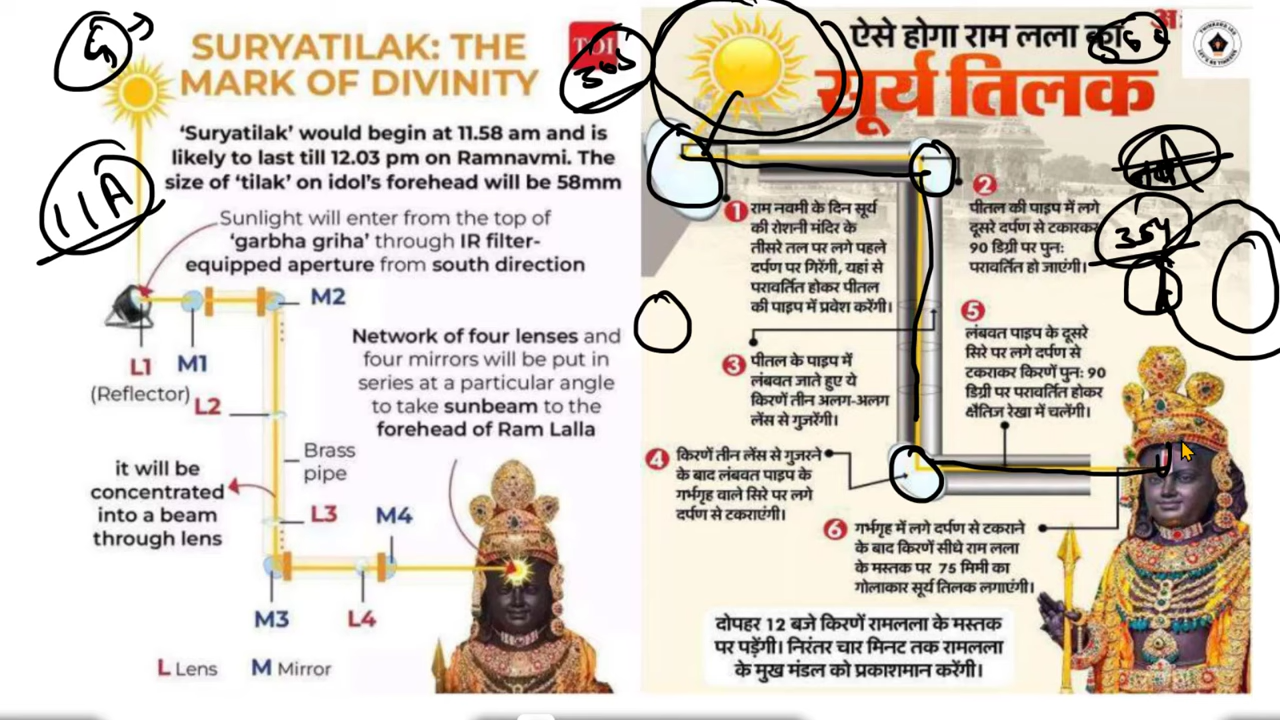 SURYATILAK: THE
MARK OF DIVINITY
TOI
'Suryatilak' would begin at 11.58 am and is
likely to last till 12.03 pm on Ramnavmi. The
size of 'tilak' on idol's forehead will be 58mm
Sunlight will enter from the top of
'garbha griha' through IR filter-
equipped aperture from south direction
M2
L1
M1
(Reflector)
L2
Network of four lenses and
four mirrors will be put in
series at a particular angle
to take sunbeam to the
forehead of Ram Lalla
Brass
pipe
it will be
concentrated
into a beam
through lens
L3
M4
M3
L4
L Lens M Mirror
365
11A
ऐसे होगा राम लला का
सूर्य तिलक
354
1 राम नवमी के दिन सूर्य
की रोशनी मंदिर के
तीसरे तल पर लगे पहले
दर्पण पर गिरेंगी, यहां से
परावर्तित होकर पीतल
की पाइप में प्रवेश करेंगी।
2
पीतल की पाइप में लगे
दूसरे दर्पण से टकराकर
90 डिग्री पर पुन:
परावर्तित हो जाएंगी।
3 पीतल के पाइप में
लंबवत जाते हुए ये
किरणें तीन अलग-अलग
लेंस से गुजरेंगी।
5
लंबवत पाइप के दूसरे
सिरे पर लगे दर्पण से
टकराकर किरणें पुन: 90
डिग्री पर परावर्तित होकर
क्षैतिज रेखा में चलेंगी।
4 किरणें तीन लेंस से गुजरने
के बाद लंबवत पाइप के
गर्भगृह वाले सिरे पर लगे
दर्पण से टकराएंगी।
6 गर्भगृह में लगे दर्पण से टकराने
के बाद किरणें सीधे राम लला
के मस्तक पर 75 मिमी का
गोलाकार सूर्य तिलक लगाएंगी।
दोपहर 12 बजे किरणें रामलला के मस्तक
पर पड़ेंगी। निरंतर चार मिनट तक रामलला
के मुख मंडल को प्रकाशमान करेंगी।